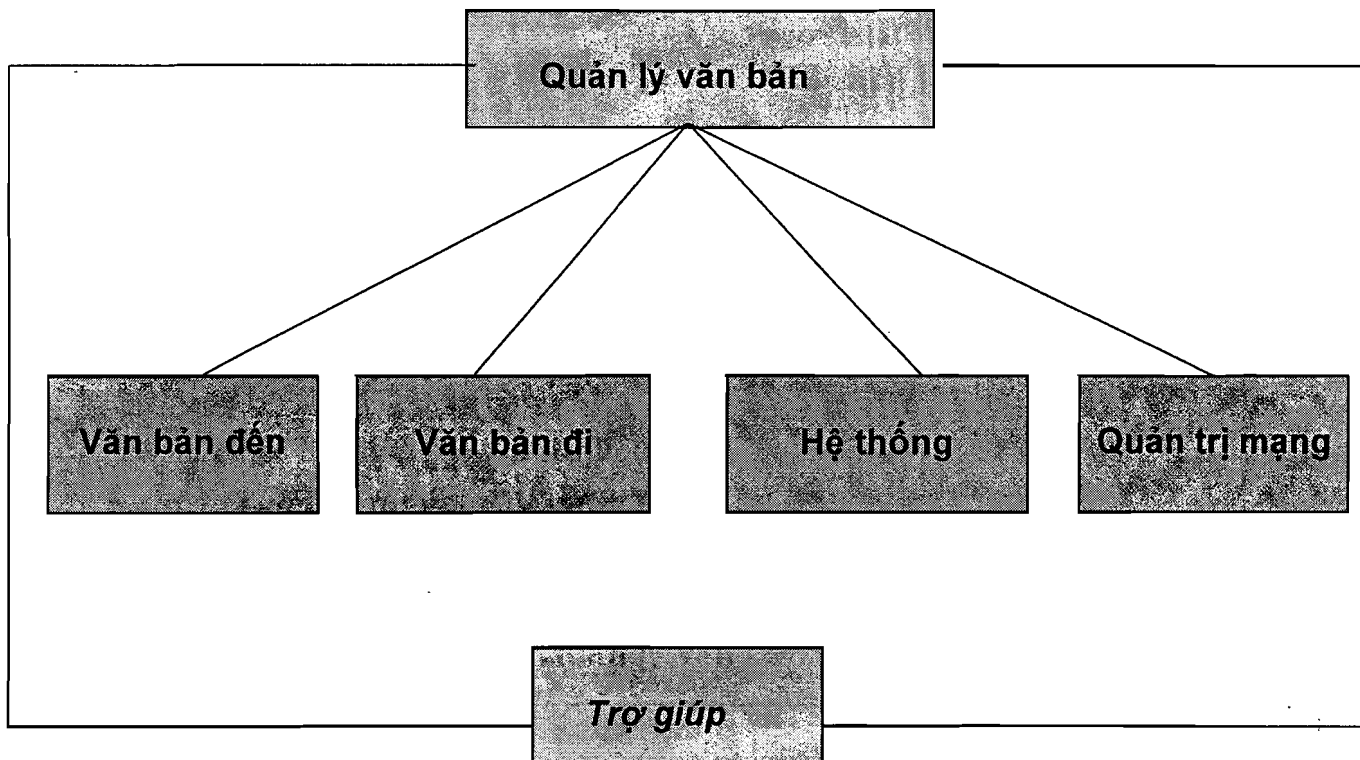 Quản lý văn bản
Văn bản đến
Văn bản đi
Hệ thống
Quản trị mạng
Trợ giúp